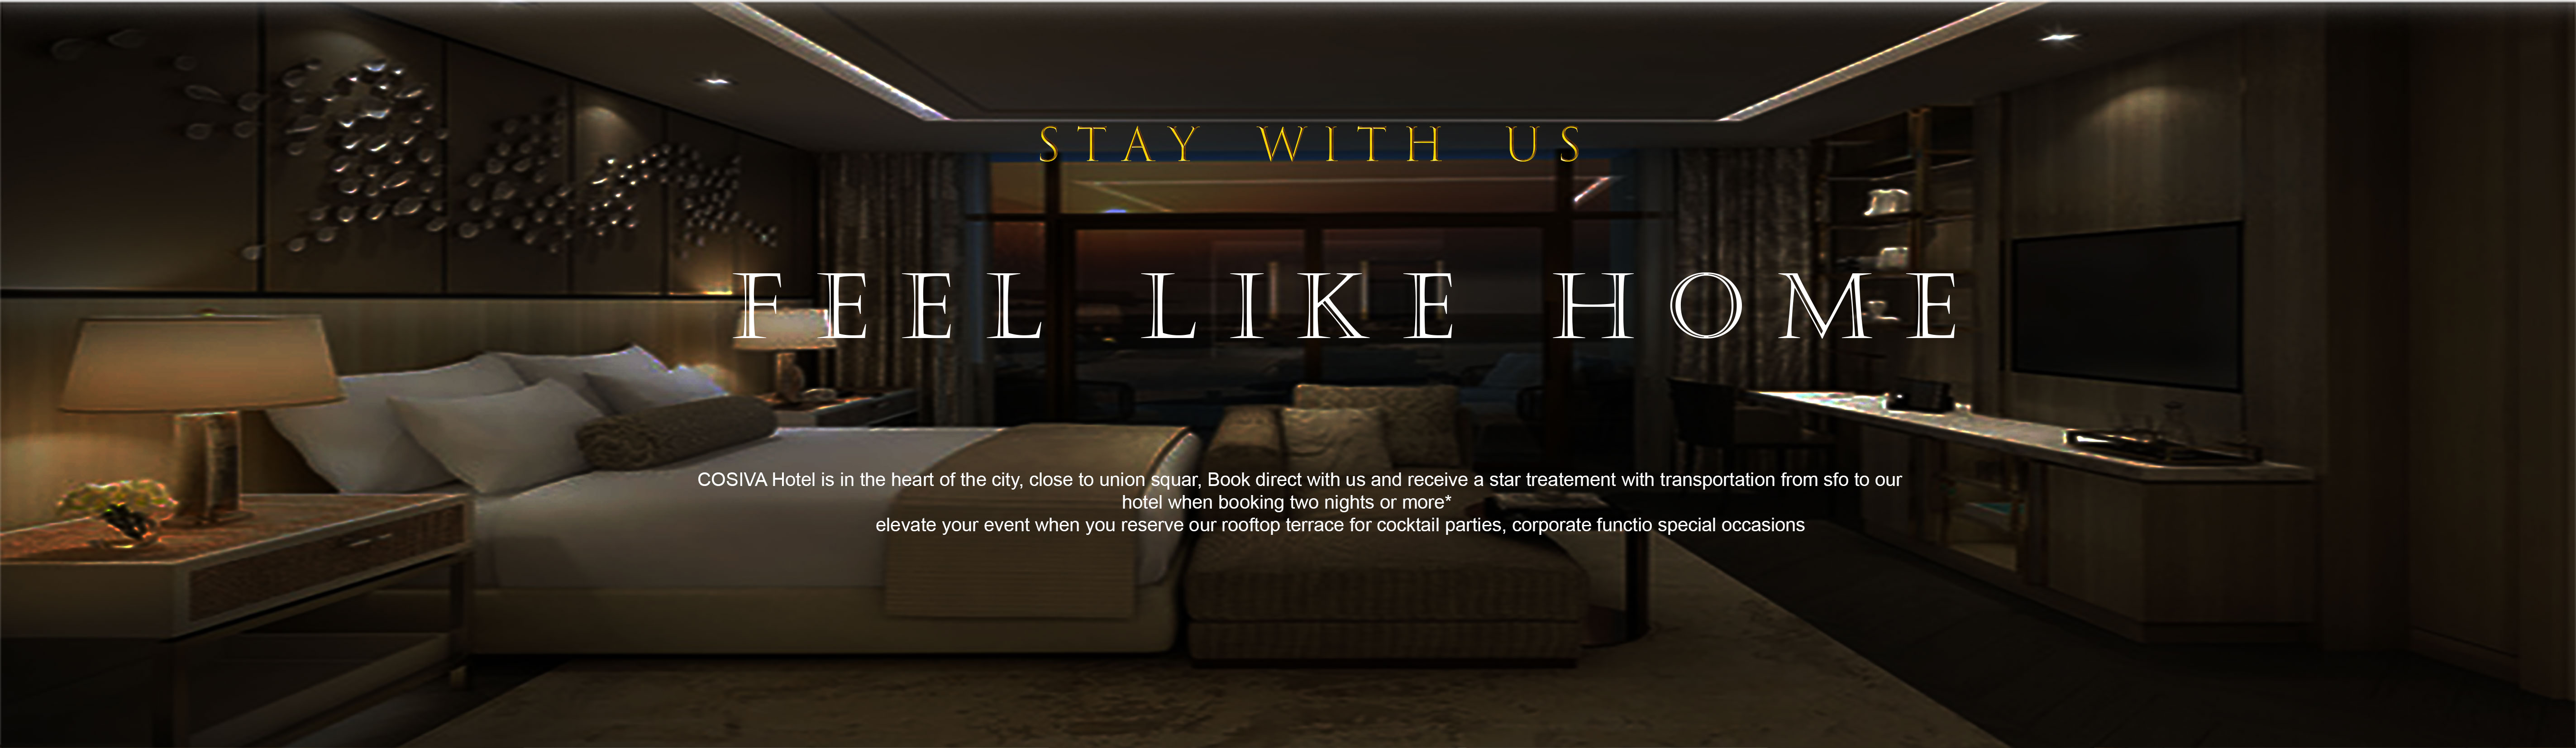 STAY WITH US
FEEL LIKE HOME
COSIVA Hotel is in the heart of the city, close to union squar, Book direct with us and receive a star treatement with transportation from sfo to our
hotel when booking two nights or more*
elevate your event when you reserve our rooftop terrace for cocktail parties, corporate functio special occasions